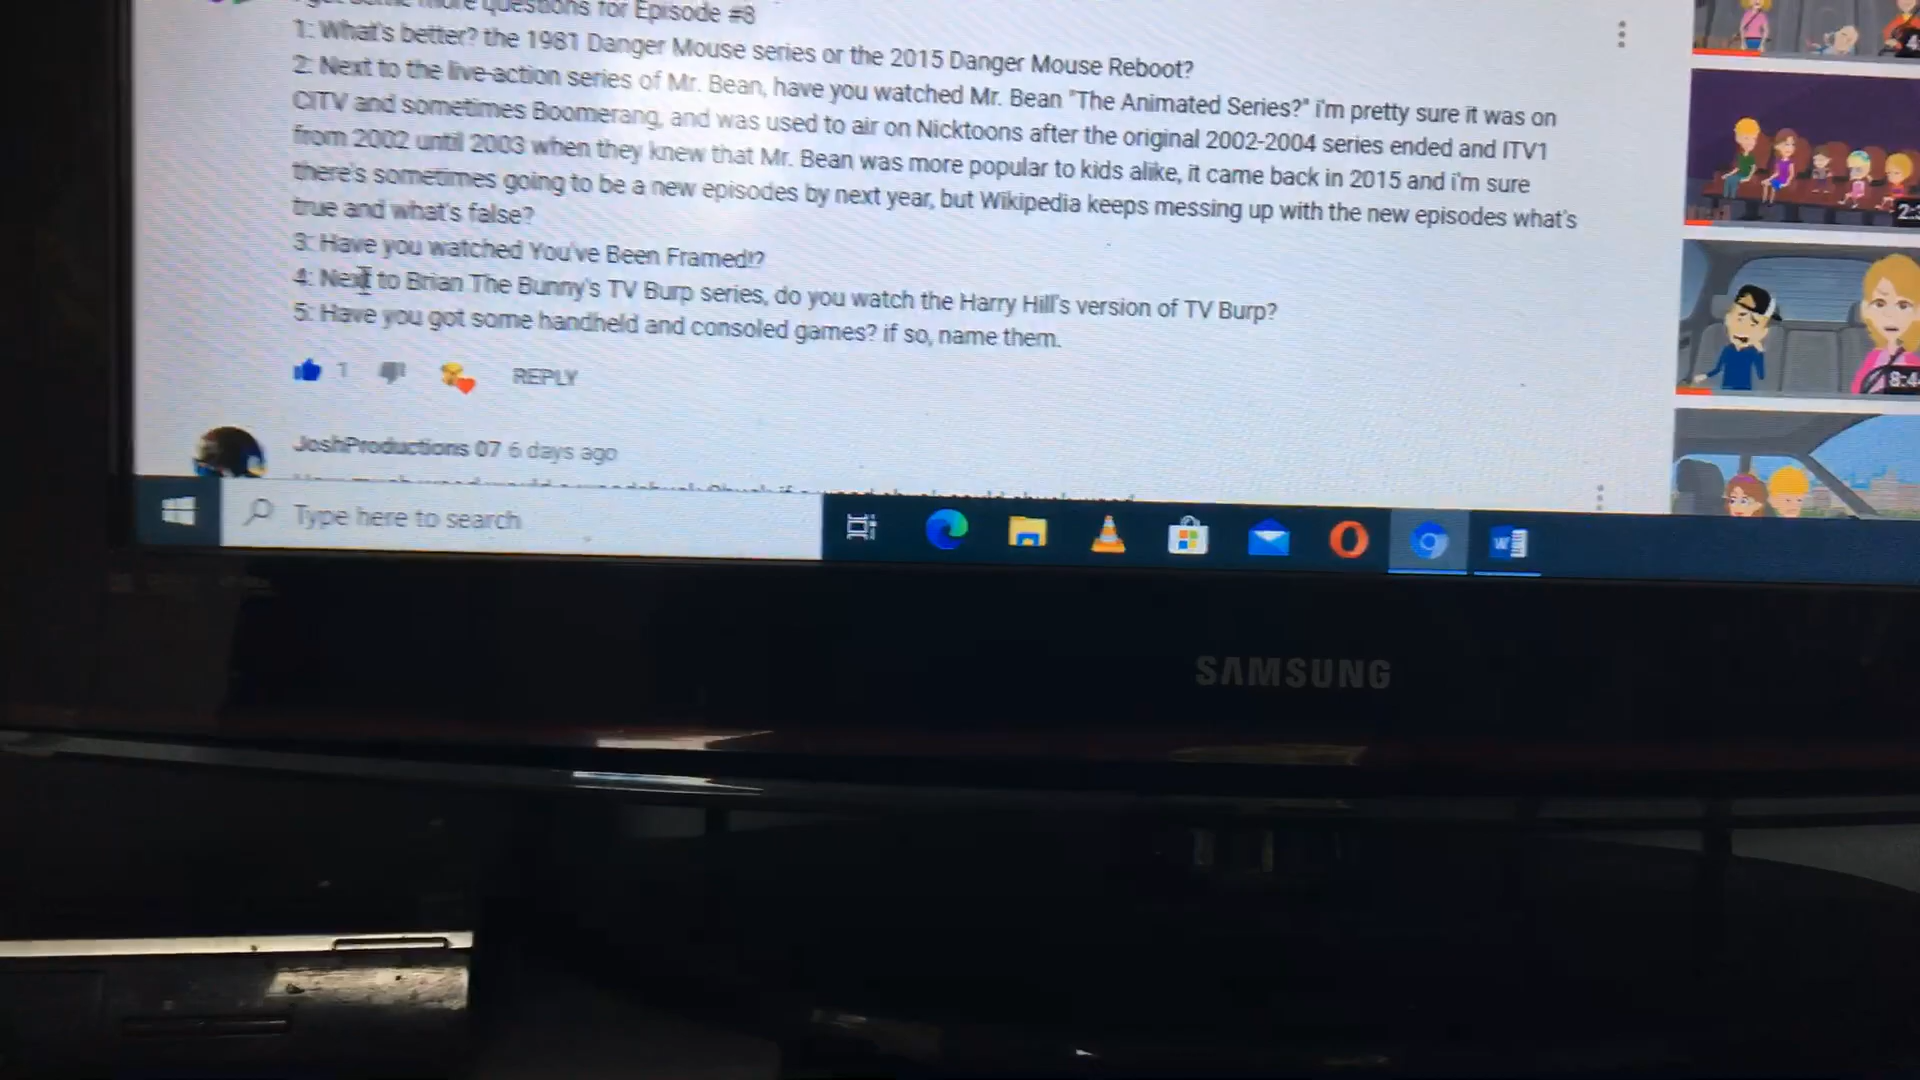 more questions for Episode #8
1: What's better? the 1981 Danger Mouse series or the 2015 Danger Mouse Reboot?
2: Next to the live-action series of Mr. Bean, have you watched Mr. Bean "The Animated Series?" i'm pretty sure it was on
CITV and sometimes Boomerang, and was used to air on Nicktoons after the original 2002-2004 series ended and ITV1
from 2002 until 2003 when they knew that Mr. Bean was more popular to kids alike, it came back in 2015 and i'm sure
there's sometimes going to be a new episodes by next year, but Wikipedia keeps messing up with the new episodes what's
true and what's false?
3: Have you watched You've Been Framed!?
4: Next to Brian The Bunny's TV Burp series, do you watch the Harry Hill's version of TV Burp?
5: Have you got some handheld and consoled games? if so, name them.
1 REPLY
JoshProductions 07 6 days ago
Type here to search
W
SAMSUNG